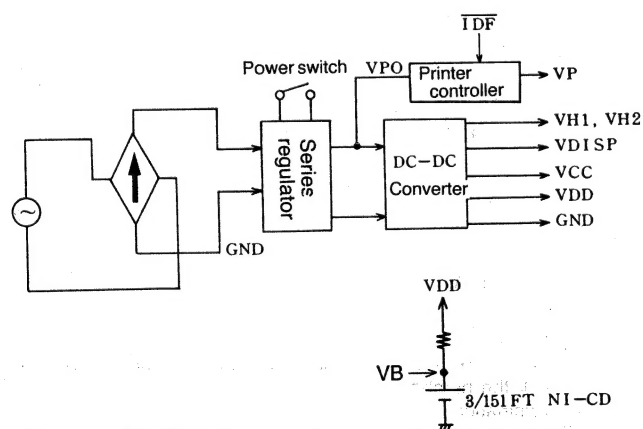 IDF
Power switch
VPO
Printer
controller
VP
Series
regulator
DC-DC
Converter
VH1, VH2
VDISP
VCC
VDD
GND
GND
VDD
VB
3/151FT NI-CD